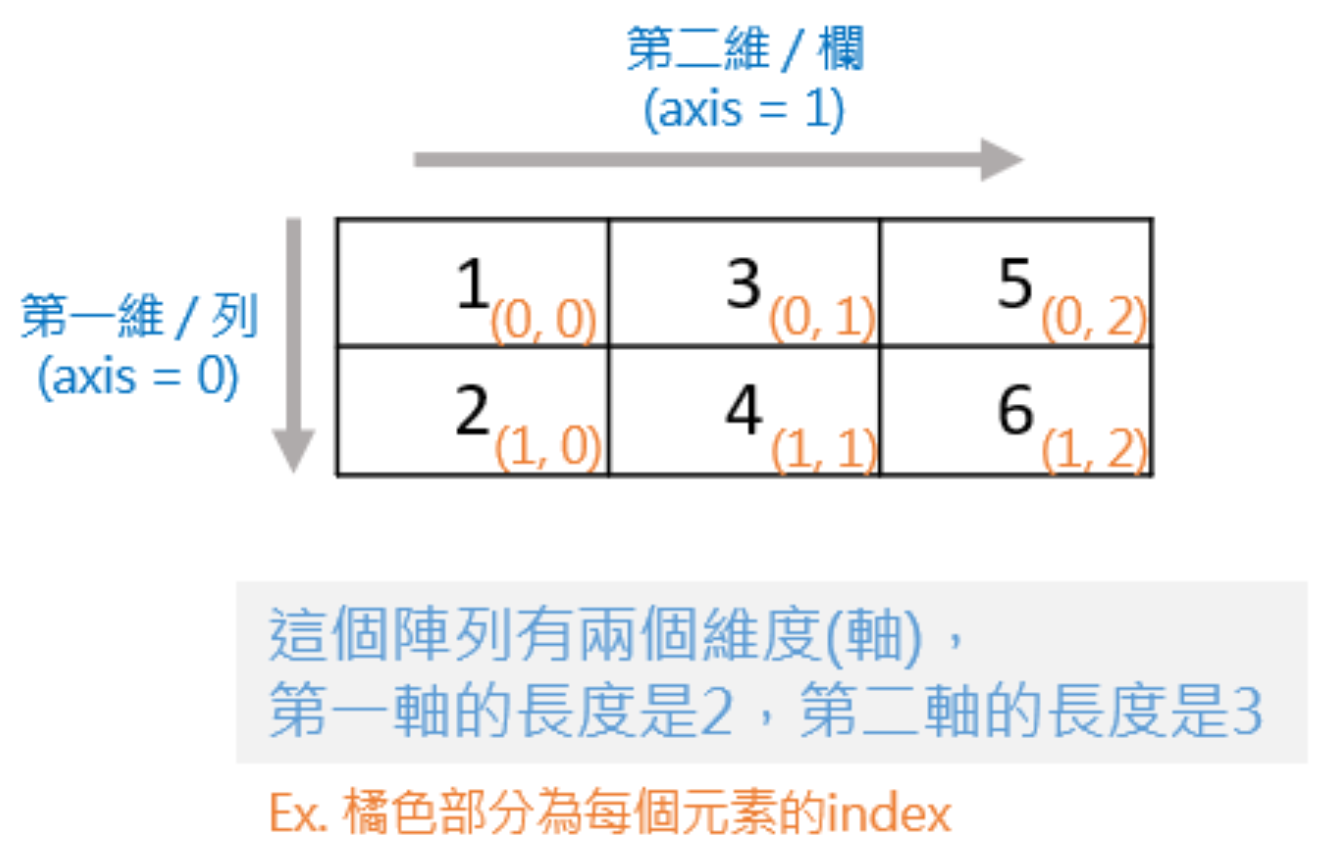 第二維 / 欄
(axis = 1)
第一維 / 列
(axis = 0)
1 (0, 0) 3 (0, 1) 5 (0, 2)
2 (1, 0) 4 (1, 1) 6 (1, 2)
這個陣列有兩個維度(軸)，
第一軸的長度是2，第二軸的長度是3
Ex. 橘色部分為每個元素的index